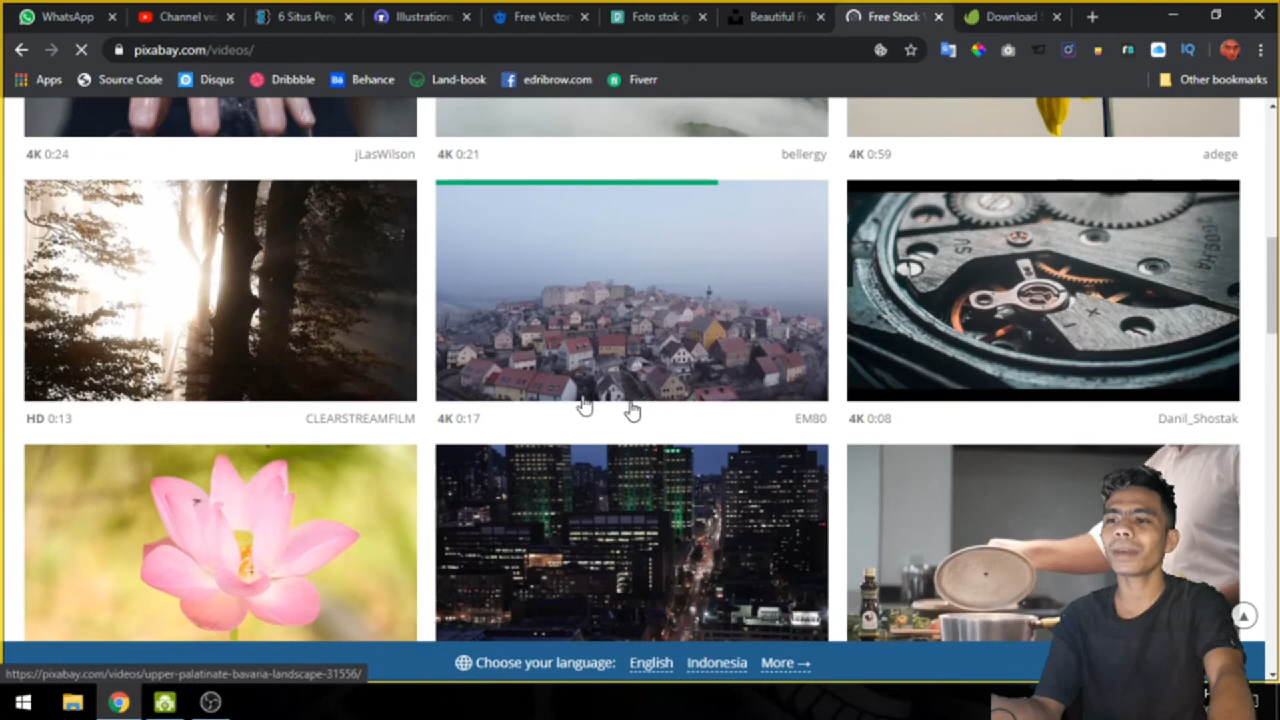 WhatsApp
Channel vi
6 Situs Pen
Illustrations
Free Vector
Foto stok g
Beautiful Fr
Free Stock
Download
pixabay.com/videos/
Apps
Source Code
Disqus
Dribbble
Behance
Land-book
edribrow.com
Fiverr
Other bookmarks
4K 0:24
jLasWilson
4K 0:21
bellergy
4K 0:59
adege
HD 0:13
CLEARSTREAMFILM
4K 0:17
EM80
4K 0:08
Danil_Shostak
Choose your language: English Indonesia More →
https://pixabay.com/videos/upper-palatinate-bavaria-landscape-31556/